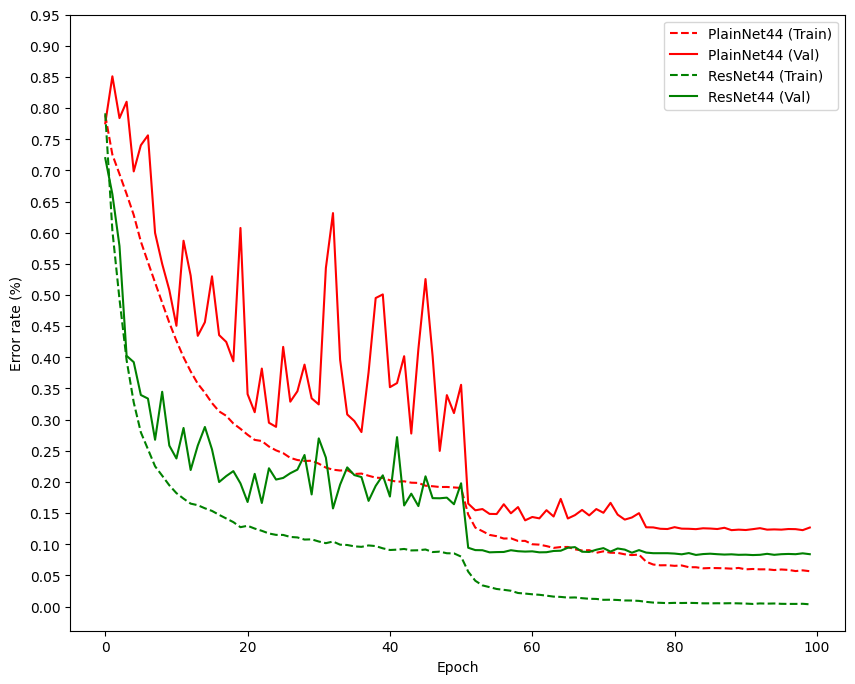 0.95
0.90
0.85
0.80
0.75
0.70
0.65
0.60
0.55
0.50
0.45
0.40
0.35
0.30
0.25
0.20
0.15
0.10
0.05
0.00
Error rate (%)
PlainNet44 (Train)
PlainNet44 (Val)
ResNet44 (Train)
ResNet44 (Val)
0 20 40 60 80 100
Epoch